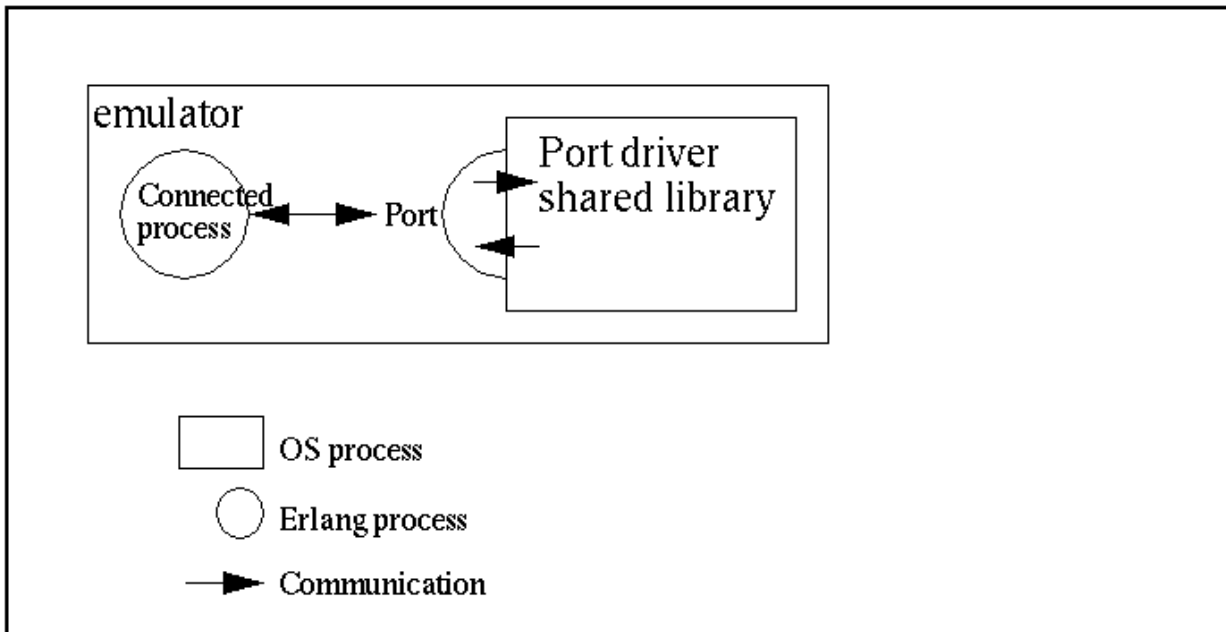 emulator
Connected
process
Port
Port driver
shared library
OS process
Erlang process
Communication